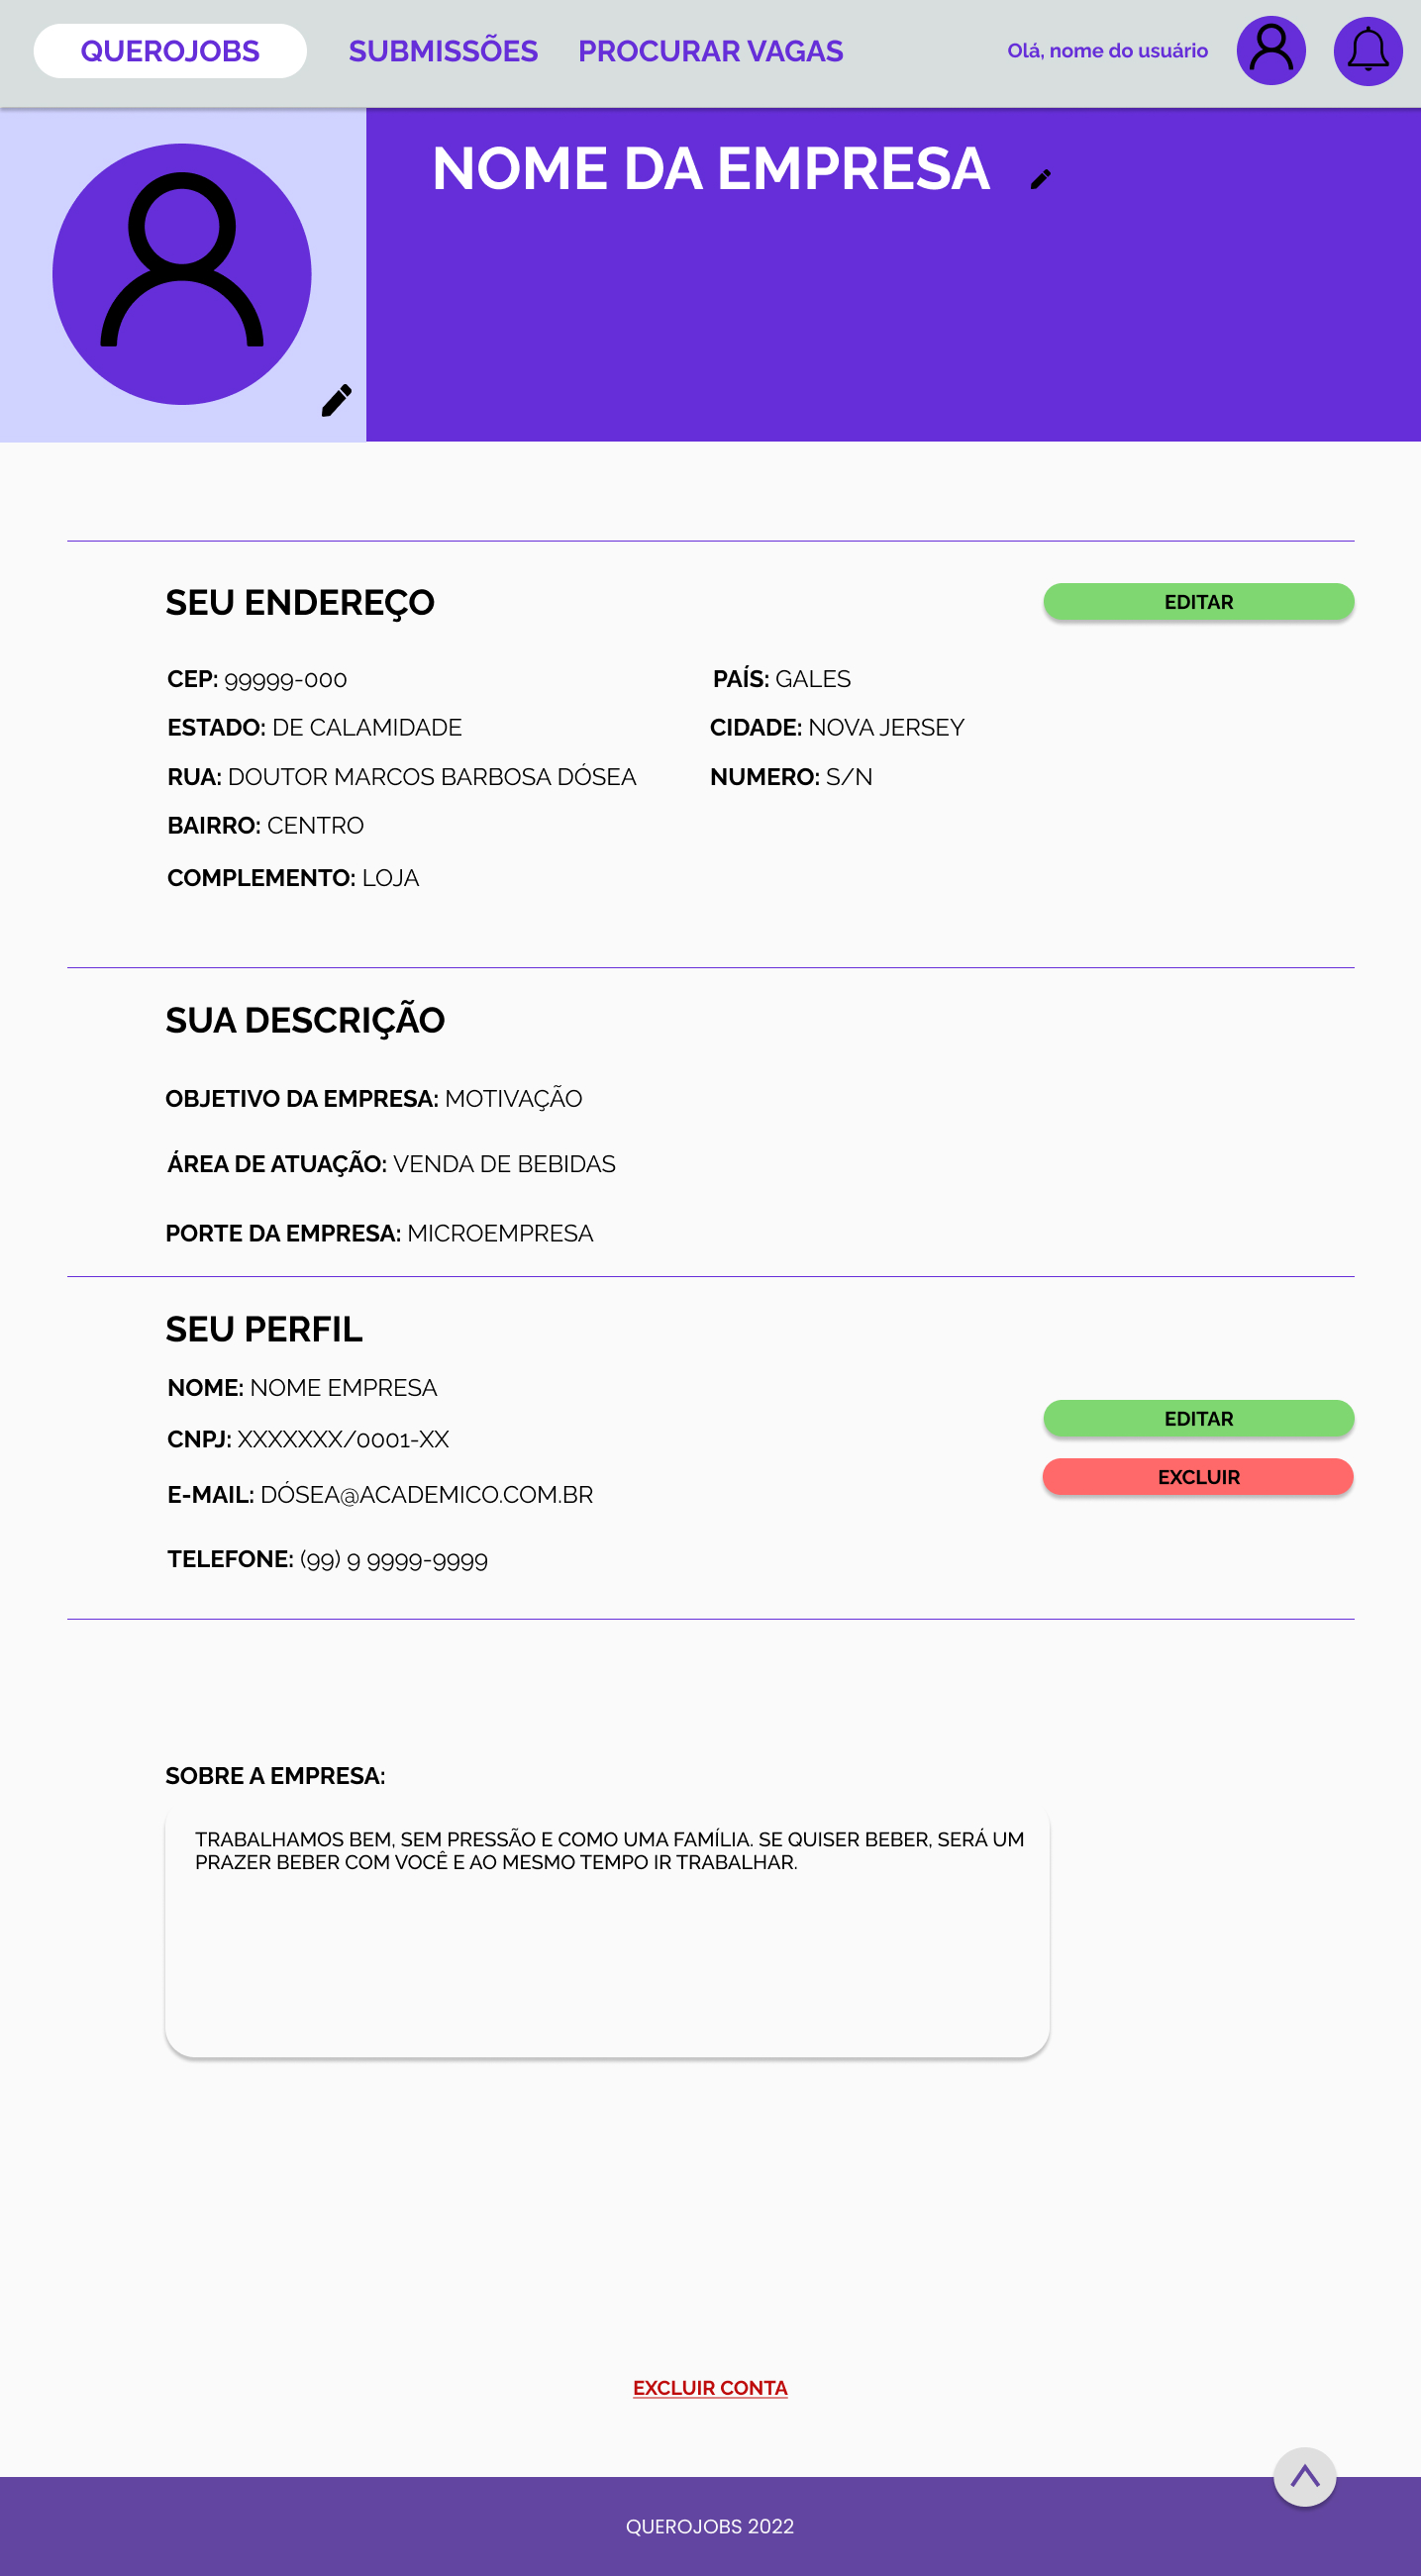 QUEROJOBS SUBMISSÕES PROCURAR VAGAS Olá, nome do usuário
NOME DA EMPRESA
SEU ENDEREÇO EDITAR
CEP: 99999-000 PAÍS: GALES
ESTADO: DE CALAMIDADE CIDADE: NOVA JERSEY
RUA: DOUTOR MARCOS BARBOSA DÓSEA NUMERO: S/N
BAIRRO: CENTRO
COMPLEMENTO: LOJA
SUA DESCRIÇÃO
OBJETIVO DA EMPRESA: MOTIVAÇÃO
ÁREA DE ATUAÇÃO: VENDA DE BEBIDAS
PORTE DA EMPRESA: MICROEMPRESA
SEU PERFIL
NOME: NOME EMPRESA
EDITAR
CNPJ: XXXXXXX/0001-XX
EXCLUIR
E-MAIL: DÓSEA@ACADEMICO.COM.BR
TELEFONE: (99) 9 9999-9999
SOBRE A EMPRESA:
TRABALHAMOS BEM, SEM PRESSÃO E COMO UMA FAMÍLIA. SE QUISER BEBER, SERÁ UM
PRAZER BEBER COM VOCÊ E AO MESMO TEMPO IR TRABALHAR.
EXCLUIR CONTA
QUEROJOBS 2022